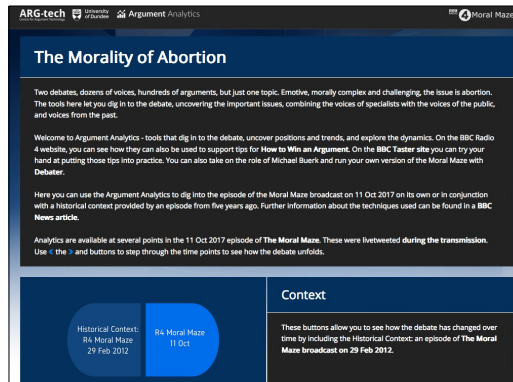 ARG-tech University of Dundee Argument Analytics BBC 4 Moral Maze
Centre for Argument Technology
The Morality of Abortion
Two debates, dozens of voices, hundreds of arguments, but just one topic. Emotive, morally complex and challenging, the issue is abortion.
The tools here let you dig in to the debate, uncovering the important issues, combining the voices of specialists with the voices of the public,
and voices from the past.
Welcome to Argument Analytics - tools that dig in to the debate, uncover positions and trends, and explore the dynamics. On the BBC Radio
4 website, you can see how they can also be used to support tips for How to Win an Argument. On the BBC Taster site you can try your
hand at putting those tips into practice. You can also take on the role of Michael Buerk and run your own version of the Moral Maze with
Debater.
Here you can use the Argument Analytics to dig into the episode of the Moral Maze broadcast on 11 Oct 2017 on its own or in conjunction
with a historical context provided by an episode from five years ago. Further information about the techniques used can be found in a BBC
News article.
Analytics are available at several points in the 11 Oct 2017 episode of The Moral Maze. These were livetweeted during the transmission.
Use < the > and buttons to step through the time points to see how the debate unfolds.
Historical Context:
R4 Moral Maze
29 Feb 2012
R4 Moral Maze
11 Oct
Context
These buttons allow you to see how the debate has changed over
time by including the Historical Context: an episode of The Moral
Maze broadcast on 29 Feb 2012.